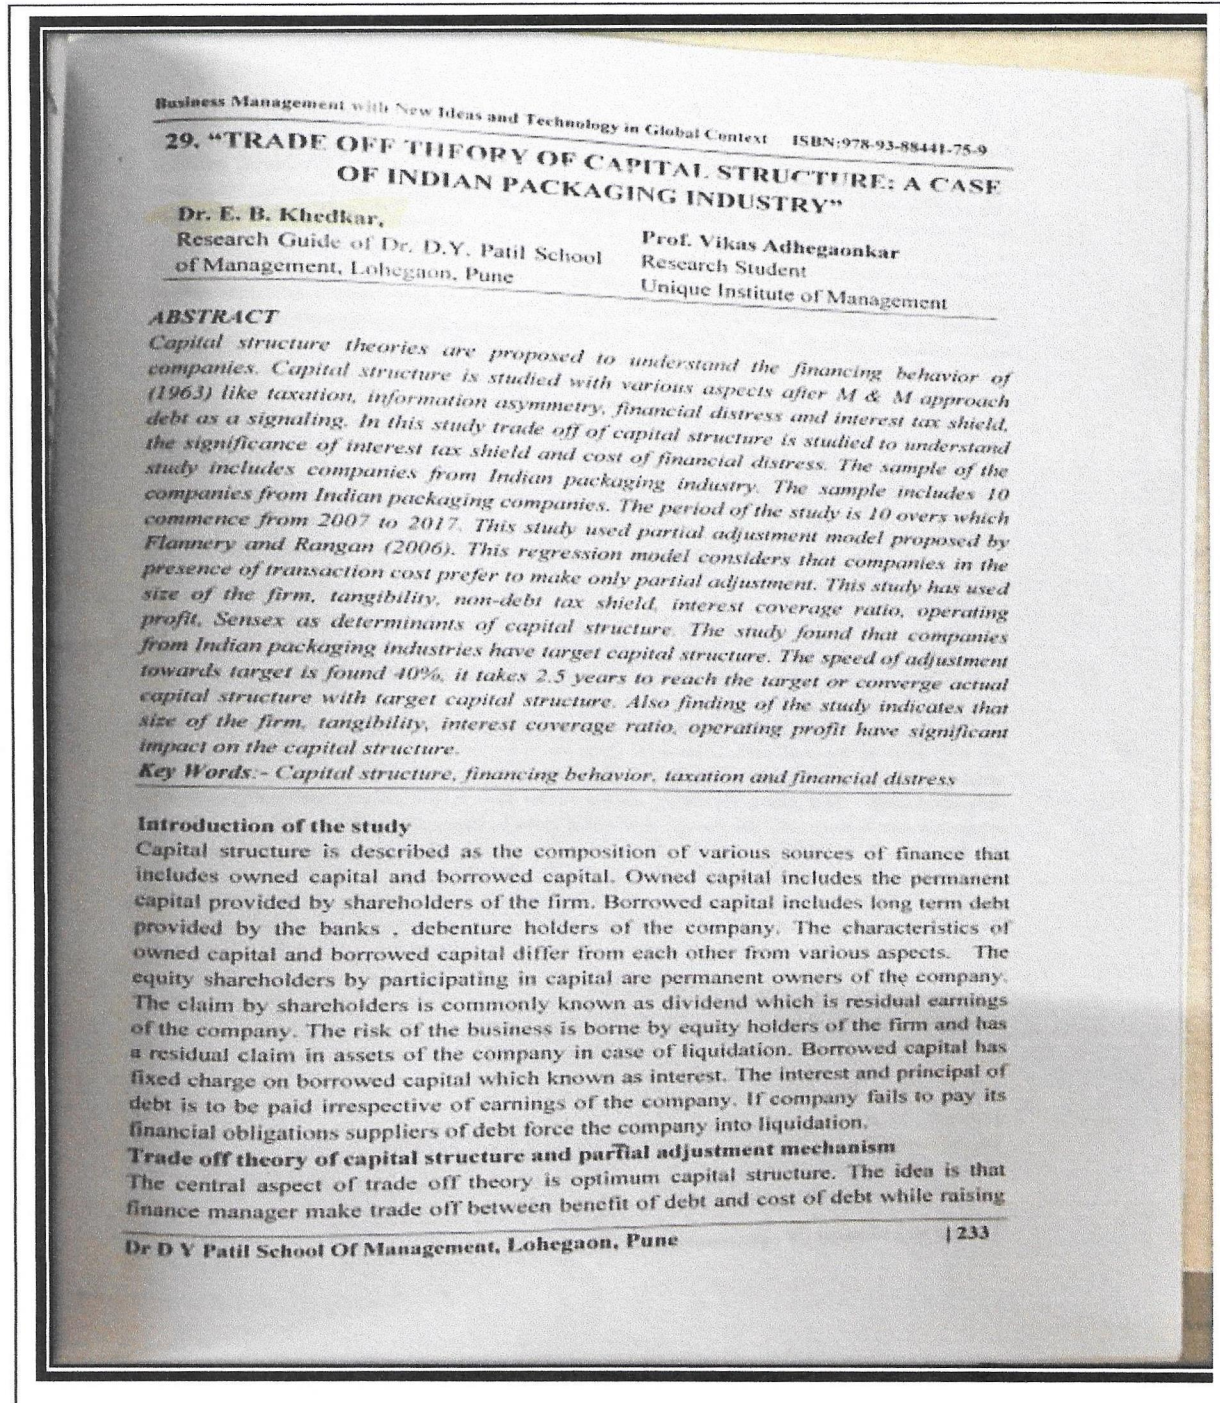 Business Management with New Ideas and Technology in Global Context ISBN:978-93-88441-75-9
29. "TRADE OFF THEORY OF CAPITAL STRUCTURE: A CASE
OF INDIAN PACKAGING INDUSTRY"
Dr. E. B. Khedkar,
Research Guide of Dr. D.Y. Patil School
of Management, Lohegaon, Pune
Prof. Vikas Adhegaonkar
Research Student
Unique Institute of Management
ABSTRACT
Capital structure theories are proposed to understand the financing behavior of
companies. Capital structure is studied with various aspects after M & M approach
(1963) like taxation, information asymmetry, financial distress and interest tax shield,
debt as a signaling. In this study trade off of capital structure is studied to understand
the significance of interest tax shield and cost of financial distress. The sample of the
study includes companies from Indian packaging industry. The sample includes 10
companies from Indian packaging companies. The period of the study is 10 overs which
commence from 2007 to 2017. This study used partial adjustment model proposed by
Flannery and Rangan (2006). This regression model considers that companies in the
presence of transaction cost prefer to make only partial adjustment. This study has used
size of the firm, tangibility, non-debt tax shield, interest coverage ratio, operating
profit, Sensex as determinants of capital structure. The study found that companies
from Indian packaging industries have target capital structure. The speed of adjustment
towards target is found 40%, it takes 2.5 years to reach the target or converge actual
capital structure with target capital structure. Also finding of the study indicates that
size of the firm, tangibility, interest coverage ratio, operating profit have significant
impact on the capital structure.
Key Words:- Capital structure, financing behavior, taxation and financial distress
Introduction of the study
Capital structure is described as the composition of various sources of finance that
includes owned capital and borrowed capital. Owned capital includes the permanent
capital provided by shareholders of the firm. Borrowed capital includes long term debt
provided by the banks , debenture holders of the company. The characteristics of
owned capital and borrowed capital differ from each other from various aspects. The
equity shareholders by participating in capital are permanent owners of the company.
The claim by shareholders is commonly known as dividend which is residual earnings
of the company. The risk of the business is borne by equity holders of the firm and has
a residual claim in assets of the company in case of liquidation. Borrowed capital has
fixed charge on borrowed capital which known as interest. The interest and principal of
debt is to be paid irrespective of earnings of the company. If company fails to pay its
financial obligations suppliers of debt force the company into liquidation.
Trade off theory of capital structure and partial adjustment mechanism
The central aspect of trade off theory is optimum capital structure. The idea is that
finance manager make trade off between benefit of debt and cost of debt while raising
Dr D Y Patil School Of Management, Lohegaon, Pune | 233